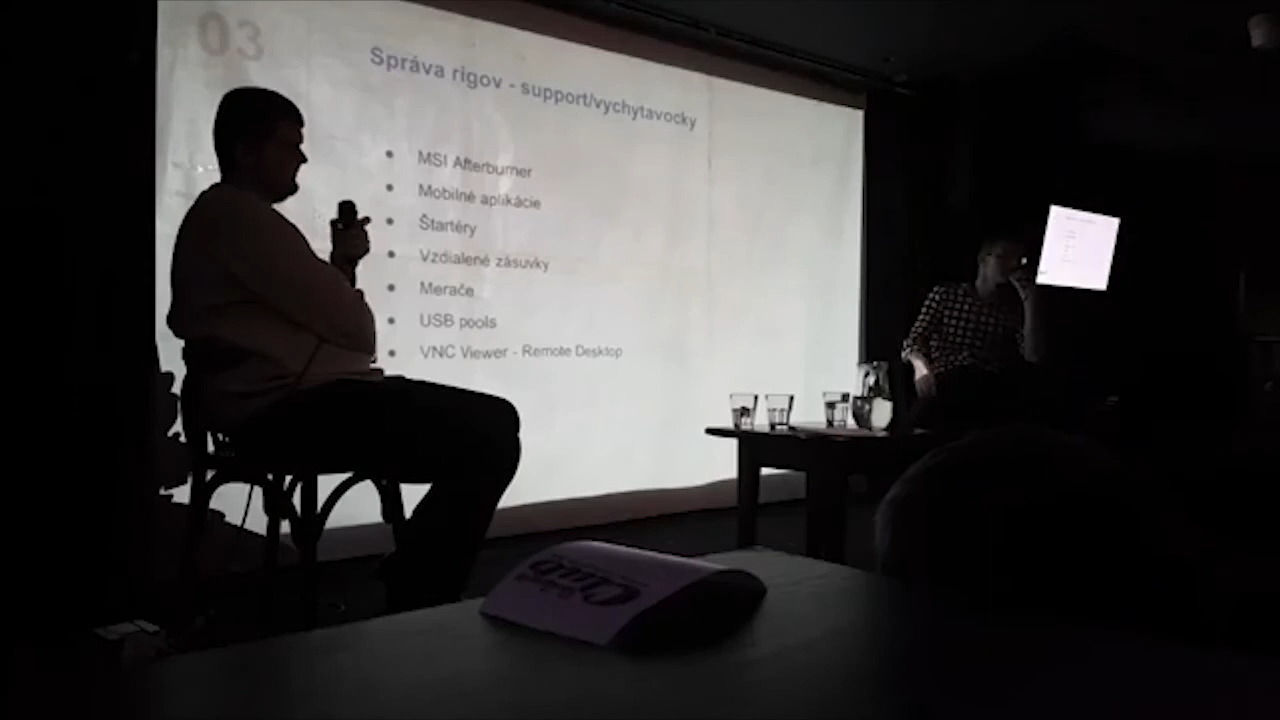 03
Správa rigov - support/vychytavocky
MSI Afterburner
Mobilné aplikácie
Štartéry
Vzdialené zásuvky
Merače
USB pools
VNC Viewer - Remote Desktop
Club